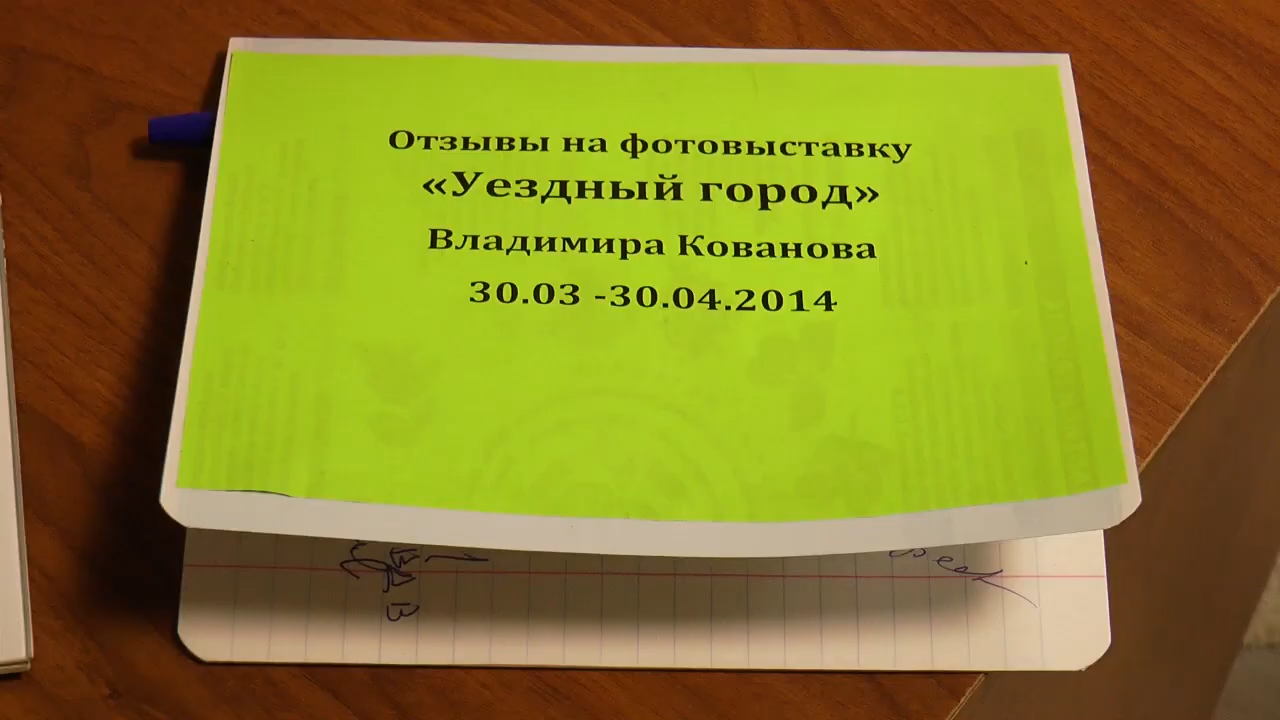 Отзывы на фотовыставку
«Уездный город»
Владимира Кованова
30.03 -30.04.2014